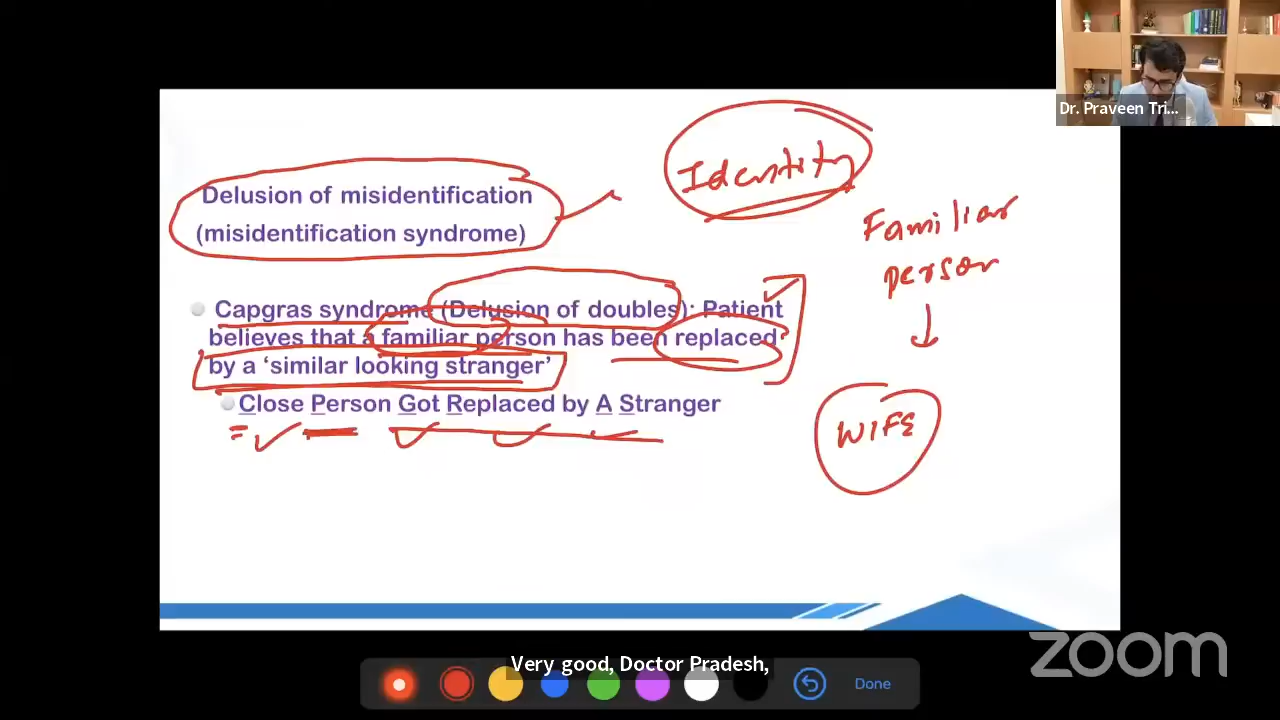 Dr. Praveen Tri...
Identity
Delusion of misidentification
(misidentification syndrome)
Familiar
person
Capgras syndrome (Delusion of doubles): Patient
believes that a familiar person has been replaced
by a ‘similar looking stranger’
Close Person Got Replaced by A Stranger
WIFE
zoom
Very good, Doctor Pradesh,
Done